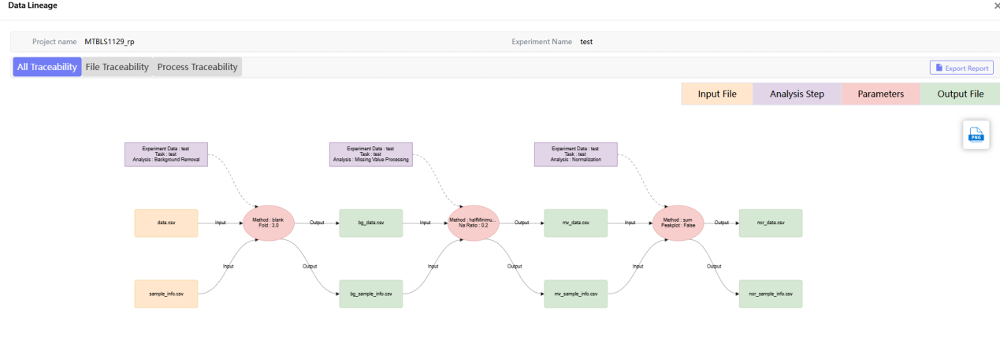 Data Lineage
×
Project name MTBLS1129_rp Experiment Name test
All Traceability File Traceability Process Traceability Export Report
Input File Analysis Step Parameters Output File
PNG
Experiment Data : test
Task : test
Analysis : Background Removal
Experiment Data : test
Task : test
Analysis : Missing Value Processing
Experiment Data : test
Task : test
Analysis : Normalization
data.csv
Input
Method : blank
Fold : 3.0
Output
bg_data.csv
Input
Method : halfMinimu...
Na Ratio : 0.2
Output
mv_data.csv
Input
Method : sum
Peakplot : False
Output
nor_data.csv
Input
Output
Input
Output
Input
Output
sample_info.csv
bg_sample_info.csv
mv_sample_info.csv
nor_sample_info.csv